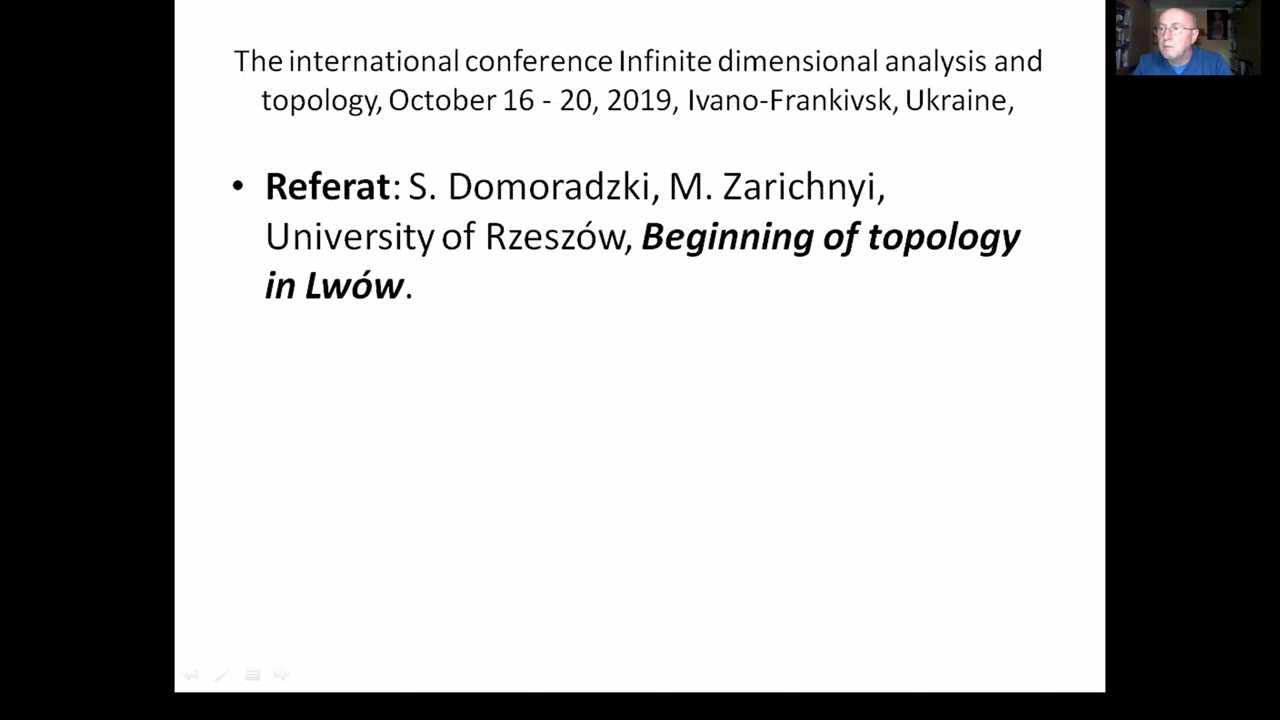 The international conference Infinite dimensional analysis and
topology, October 16 - 20, 2019, Ivano-Frankivsk, Ukraine,
• Referat: S. Domoradzki, M. Zarichnyi,
University of Rzeszów, Beginning of topology
in Lwów.